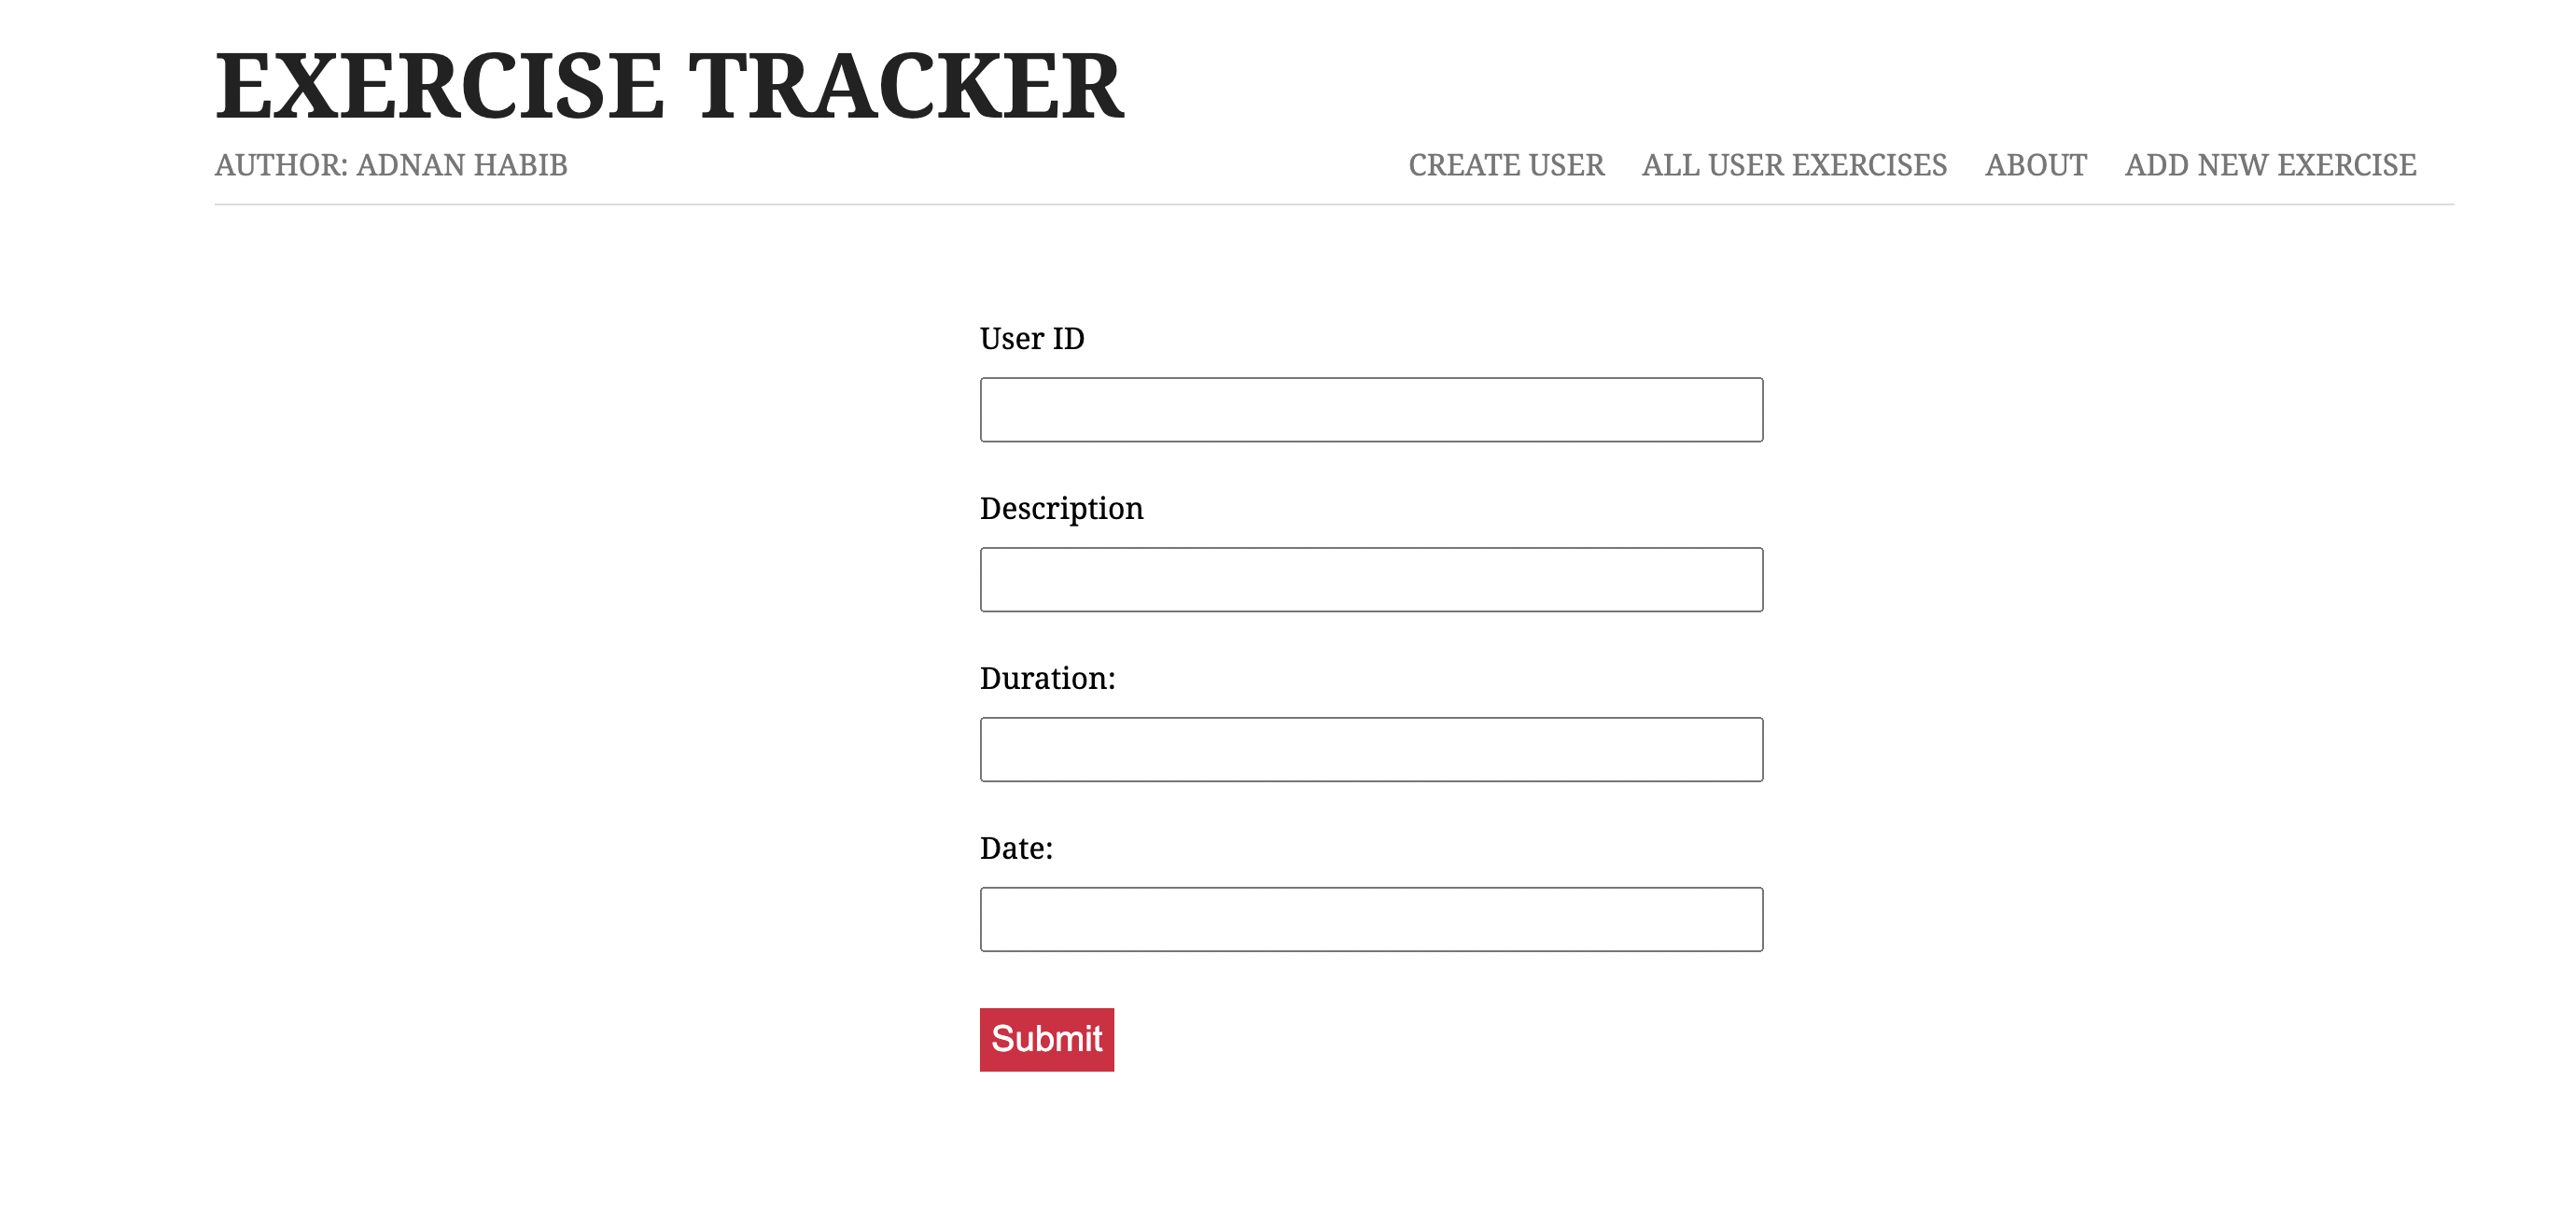 EXERCISE TRACKER
AUTHOR: ADNAN HABIB
CREATE USER ALL USER EXERCISES ABOUT ADD NEW EXERCISE
User ID
Description
Duration:
Date:
Submit